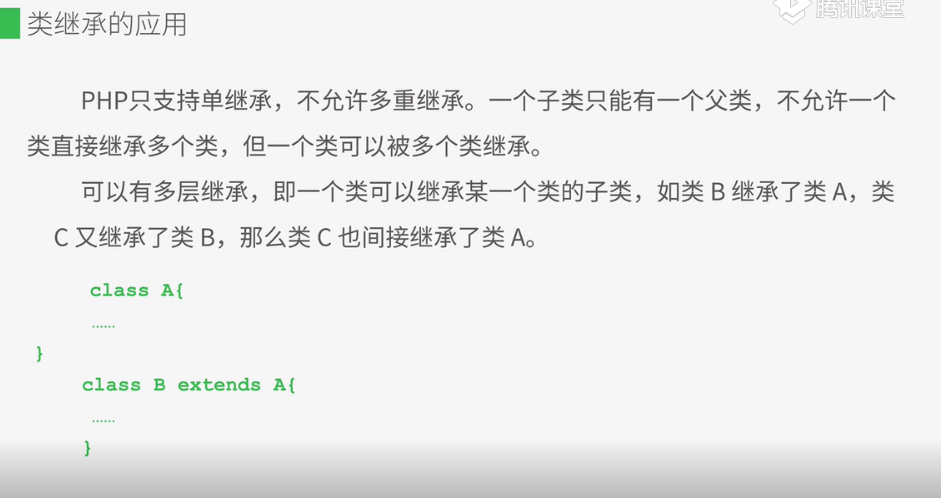 类继承的应用
腾讯课堂
PHP只支持单继承，不允许多重继承。一个子类只能有一个父类，不允许一个
类直接继承多个类，但一个类可以被多个类继承。
可以有多层继承，即一个类可以继承某一个类的子类，如类 B 继承了类 A，类
C 又继承了类 B，那么类 C 也间接继承了类 A。
class A{
......
}
class B extends A{
......
}